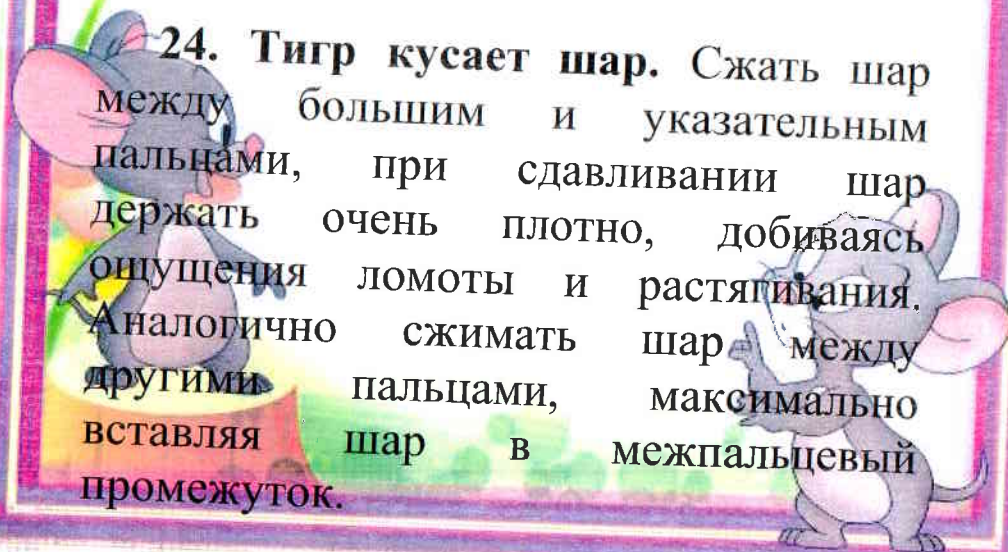 24. Тигр кусает шар. Сжать шар
между большим и указательным
пальцами, при сдавливании шар
держать очень плотно, добиваясь
ощущения ломоты и растягивания.
Аналогично сжимать шар между
другими пальцами, максимально
вставляя шар в межпальцевый
промежуток.